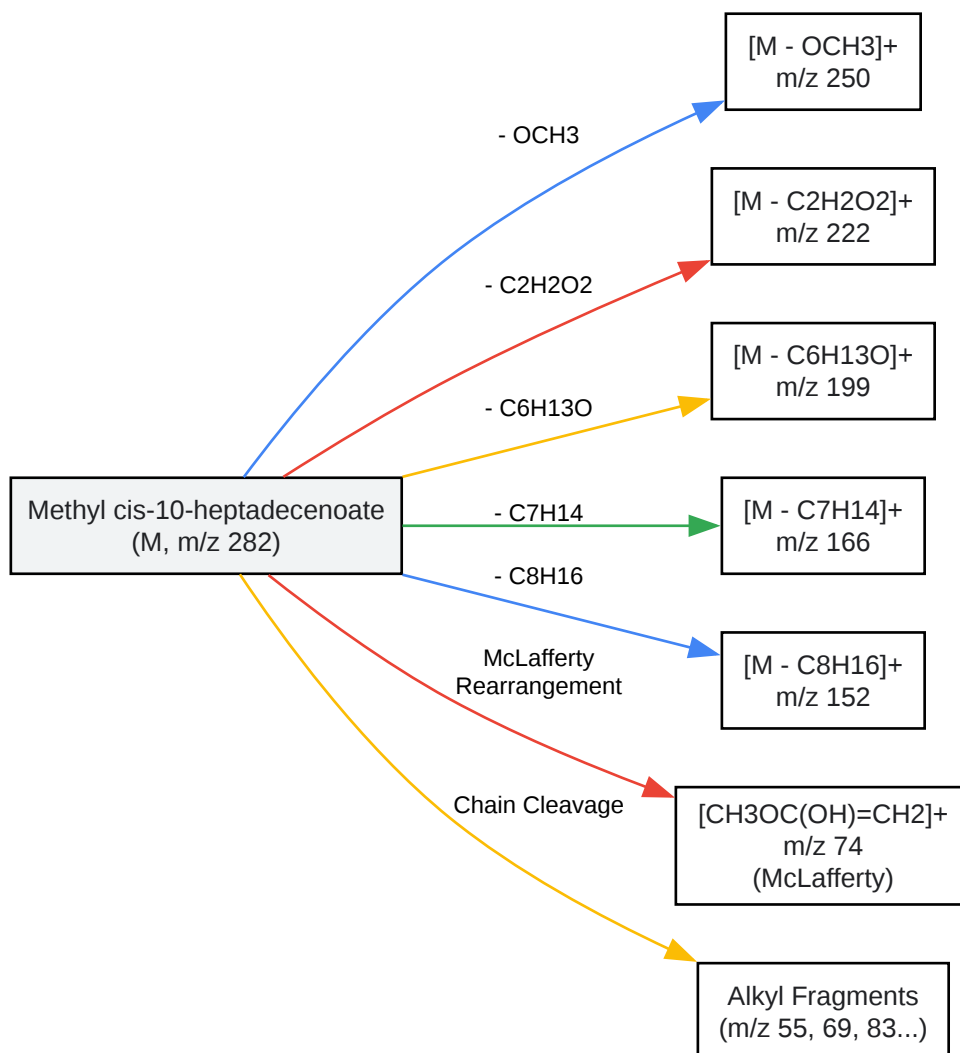 [M - OCH3]+
m/z 250
- OCH3
[M - C2H2O2]+
m/z 222
- C2H2O2
[M - C6H13O]+
m/z 199
- C6H13O
Methyl cis-10-heptadecenoate
(M, m/z 282)
- C7H14
[M - C7H14]+
m/z 166
- C8H16
[M - C8H16]+
m/z 152
McLafferty
Rearrangement
[CH3OC(OH)=CH2]+
m/z 74
(McLafferty)
Chain Cleavage
Alkyl Fragments
(m/z 55, 69, 83...)